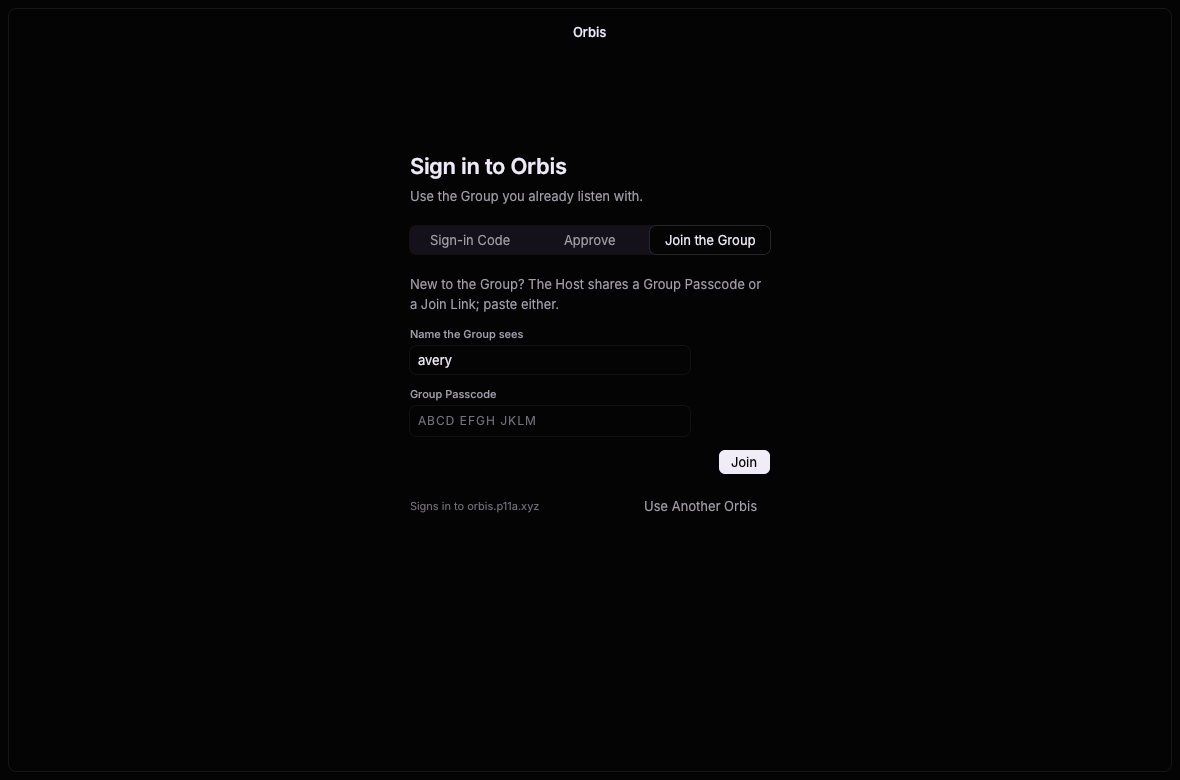 Orbis
Sign in to Orbis
Use the Group you already listen with.
Sign-in Code Approve Join the Group
New to the Group? The Host shares a Group Passcode or
a Join Link; paste either.
Name the Group sees
avery
Group Passcode
ABCD EFGH JKLM
Join
Signs in to orbis.p11a.xyz Use Another Orbis